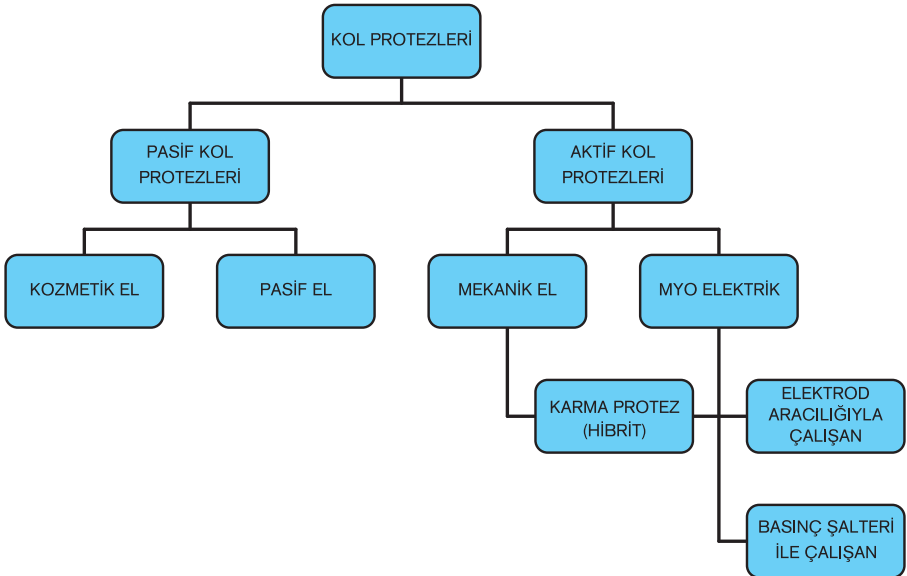 KOL PROTEZLERİ
PASİF KOL
PROTEZLERİ
AKTİF KOL
PROTEZLERİ
KOZMETİK EL
PASİF EL
MEKANİK EL
MYO ELEKTRİK
KARMA PROTEZ
(HİBRİT)
ELEKTROD
ARACILIĞIYLA
ÇALIŞAN
BASINÇ ŞALTERİ
İLE ÇALIŞAN